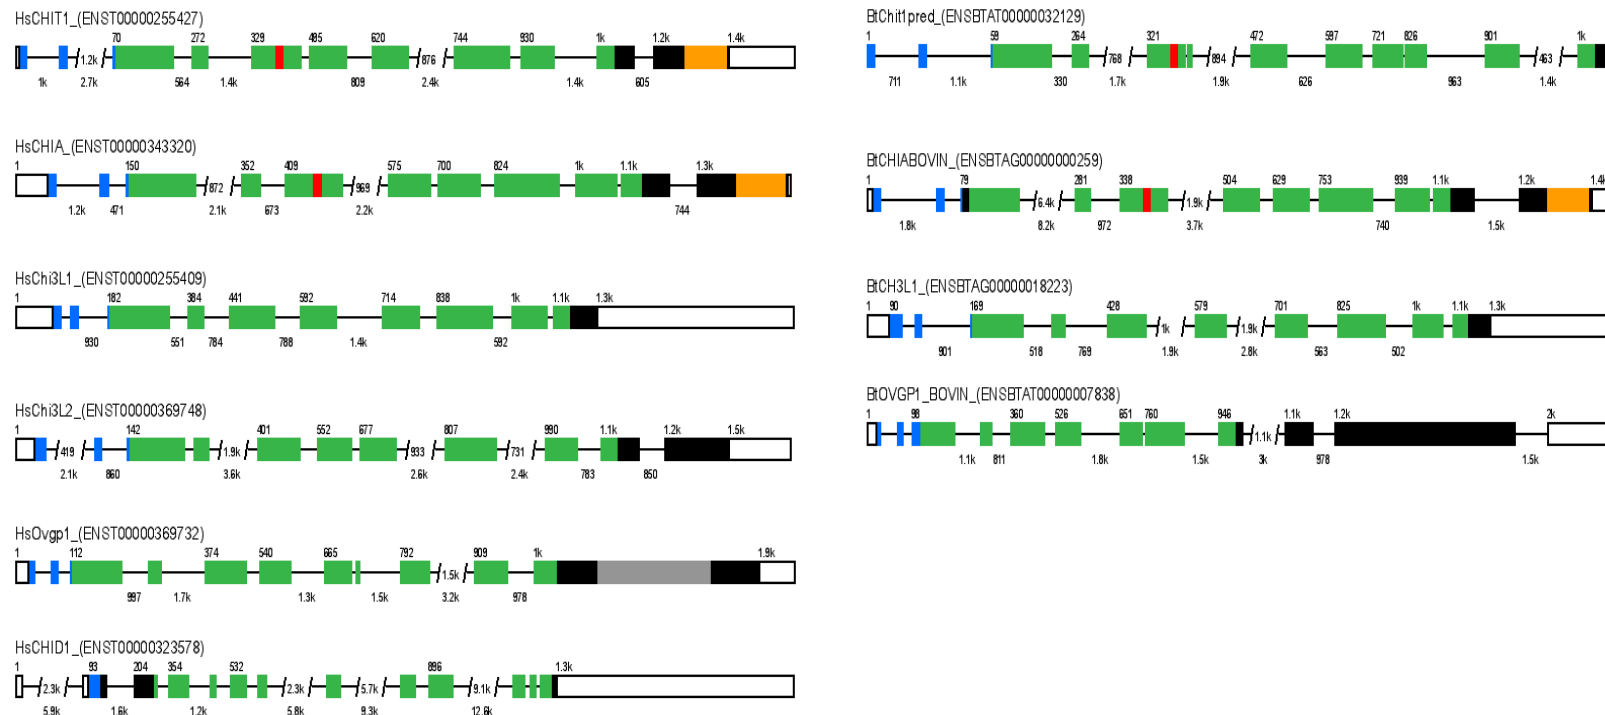 HsCHIT1_(ENST00000255427)
1 70 272 329 485 620 744 930 1k 1.2k 1.4k
1.2k 876
1k 2.7k 564 1.4k 809 2.4k 1.4k 605
HsCHIA_(ENST00000343320)
1 150 352 409 575 700 824 1k 1.1k 1.3k
872 969
1.2k 471 2.1k 673 2.2k 744
HsChi3L1_(ENST00000255409)
1 182 384 441 592 714 838 1k 1.1k 1.3k
930 551 784 788 1.4k 592
HsChi3L2_(ENST00000369748)
1 142 401 552 677 807 990 1.1k 1.2k 1.5k
419 1.9k 933 731
2.1k 860 3.6k 2.6k 2.4k 783 850
HsOvgp1_(ENST00000369732)
1 112 374 540 665 792 909 1k 1.9k
1.5k
987 1.7k 1.3k 1.5k 3.2k 978
HsCHID1_(ENST00000323578)
1 93 204 354 532 896 1.3k
2.3k 2.3k 5.7k 9.1k
5.9k 1.6k 1.2k 5.8k 9.3k 12.6k
BtChit1pred_(ENSBTAT00000032129)
1 59 264 321 472 597 721 826 901 1k
768 894 463
711 1.1k 330 1.7k 1.9k 626 963 1.4k
BtCHIABOVIN_(ENSBTAG00000000259)
1 79 281 338 504 629 753 939 1.1k 1.2k 1.4k
6.4k 1.9k
1.8k 8.2k 972 3.7k 740 1.5k
BtCH3L1_(ENSBTAG00000018223)
1 90 169 428 579 701 825 1k 1.1k 1.3k
1k 1.9k
901 518 769 1.9k 2.8k 563 502
BtOVGP1_BOVIN_(ENSBTAT00000007838)
1 98 360 526 651 760 946 1.1k 1.2k 2k
1.1k
1.1k 811 1.8k 1.5k 3k 978 1.5k